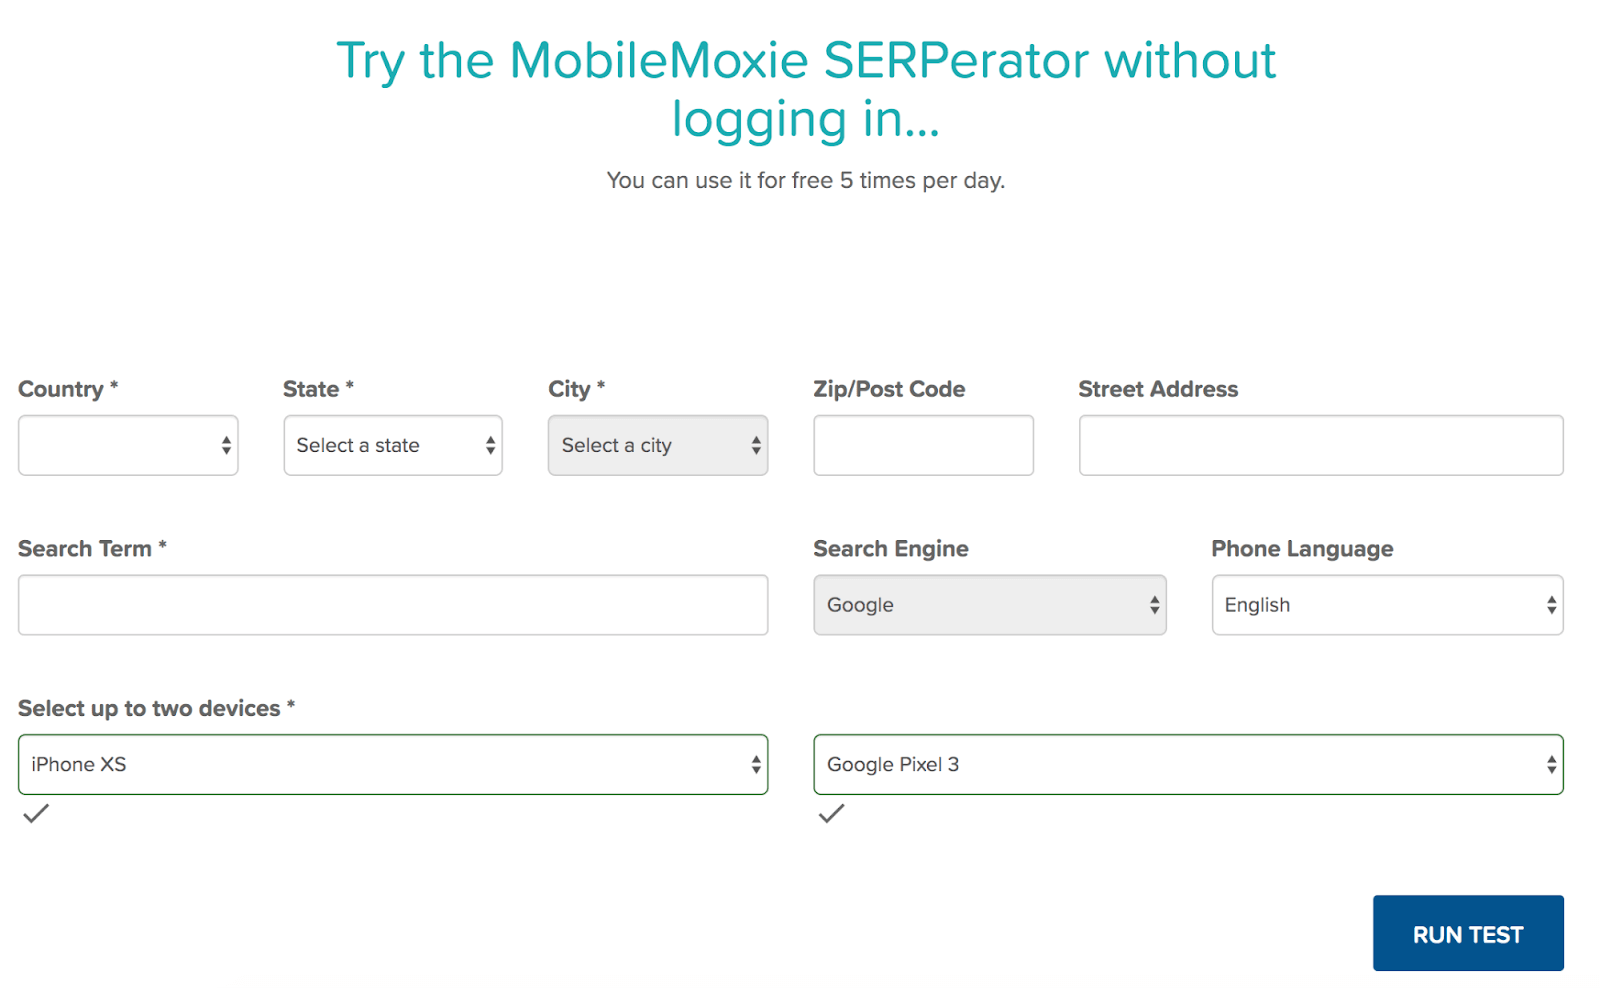 Try the MobileMoxie SERPerator without
logging in...
You can use it for free 5 times per day.
Country *
State *
City *
Zip/Post Code
Street Address
Select a state
Select a city
Search Term *
Search Engine
Phone Language
Google
English
Select up to two devices *
iPhone XS
Google Pixel 3
RUN TEST